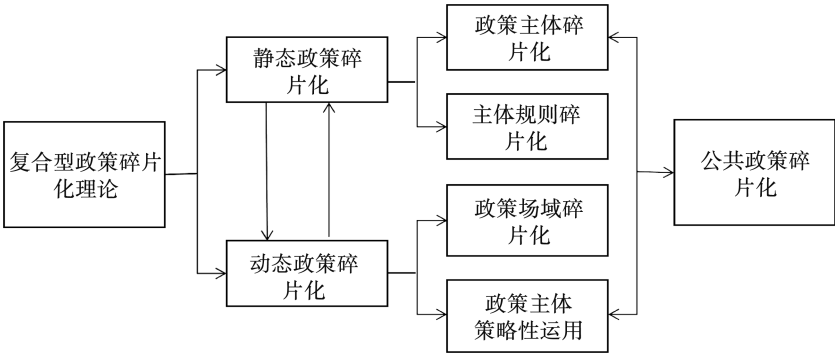 复合型政策碎片
化理论
静态政策碎
片化
动态政策碎
片化
政策主体碎
片化
主体规则碎
片化
政策场域碎
片化
政策主体
策略性运用
公共政策碎
片化